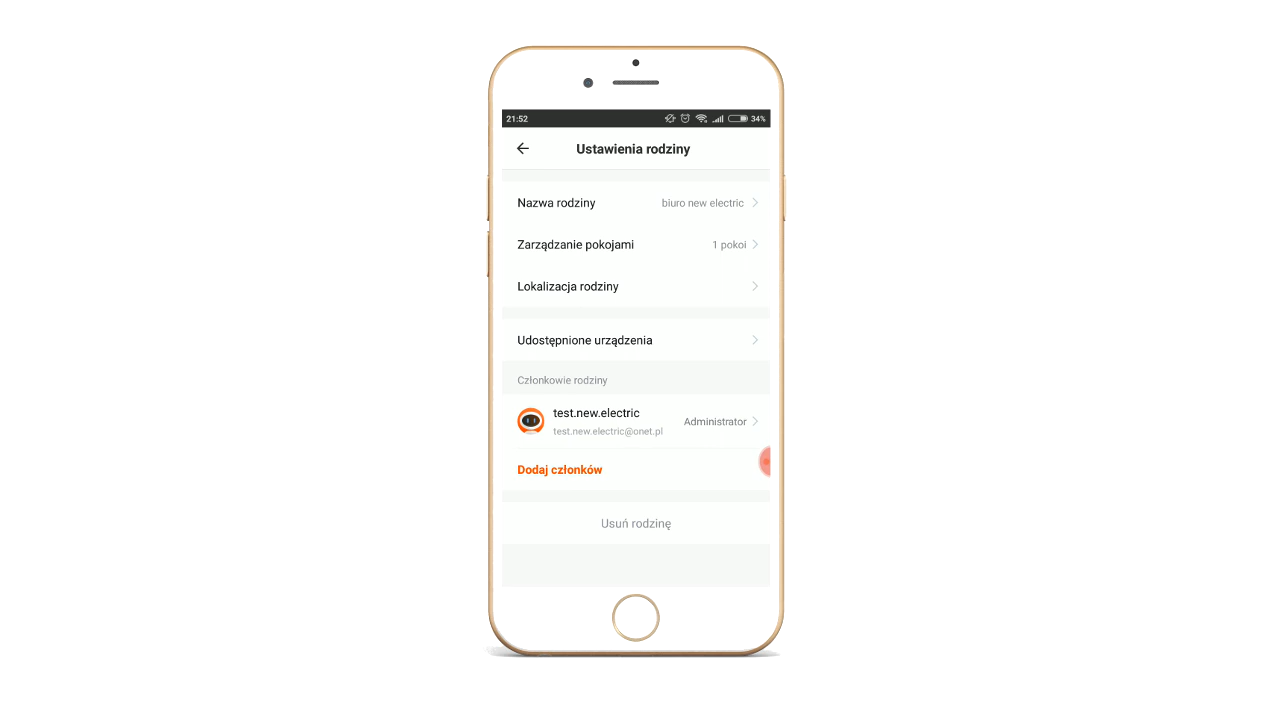 21:52 34%
Ustawienia rodziny
Nazwa rodziny biuro new electric
Zarządzanie pokojami 1 pokoi
Lokalizacja rodziny
Udostępnione urządzenia
Członkowie rodziny
test.new.electric Administrator
test.new.electric@onet.pl
Dodaj członków
Usuń rodzinę